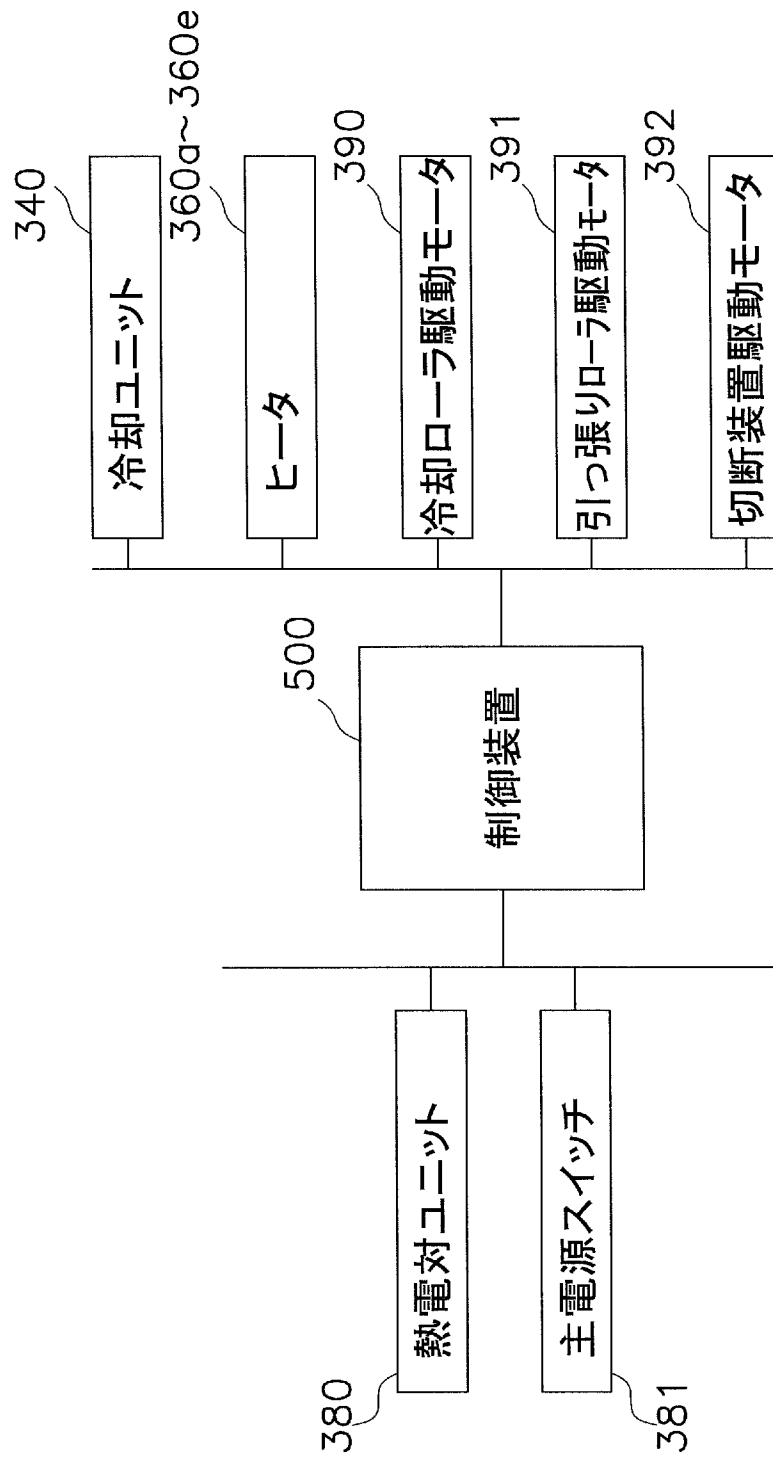 380
熱電対ユニット
主電源スイッチ
381
500
制御装置
340
冷却ユニット
360a~360e
ヒータ
390
冷却ローラ駆動モータ
391
引っ張りローラ駆動モータ
392
切断装置駆動モータ